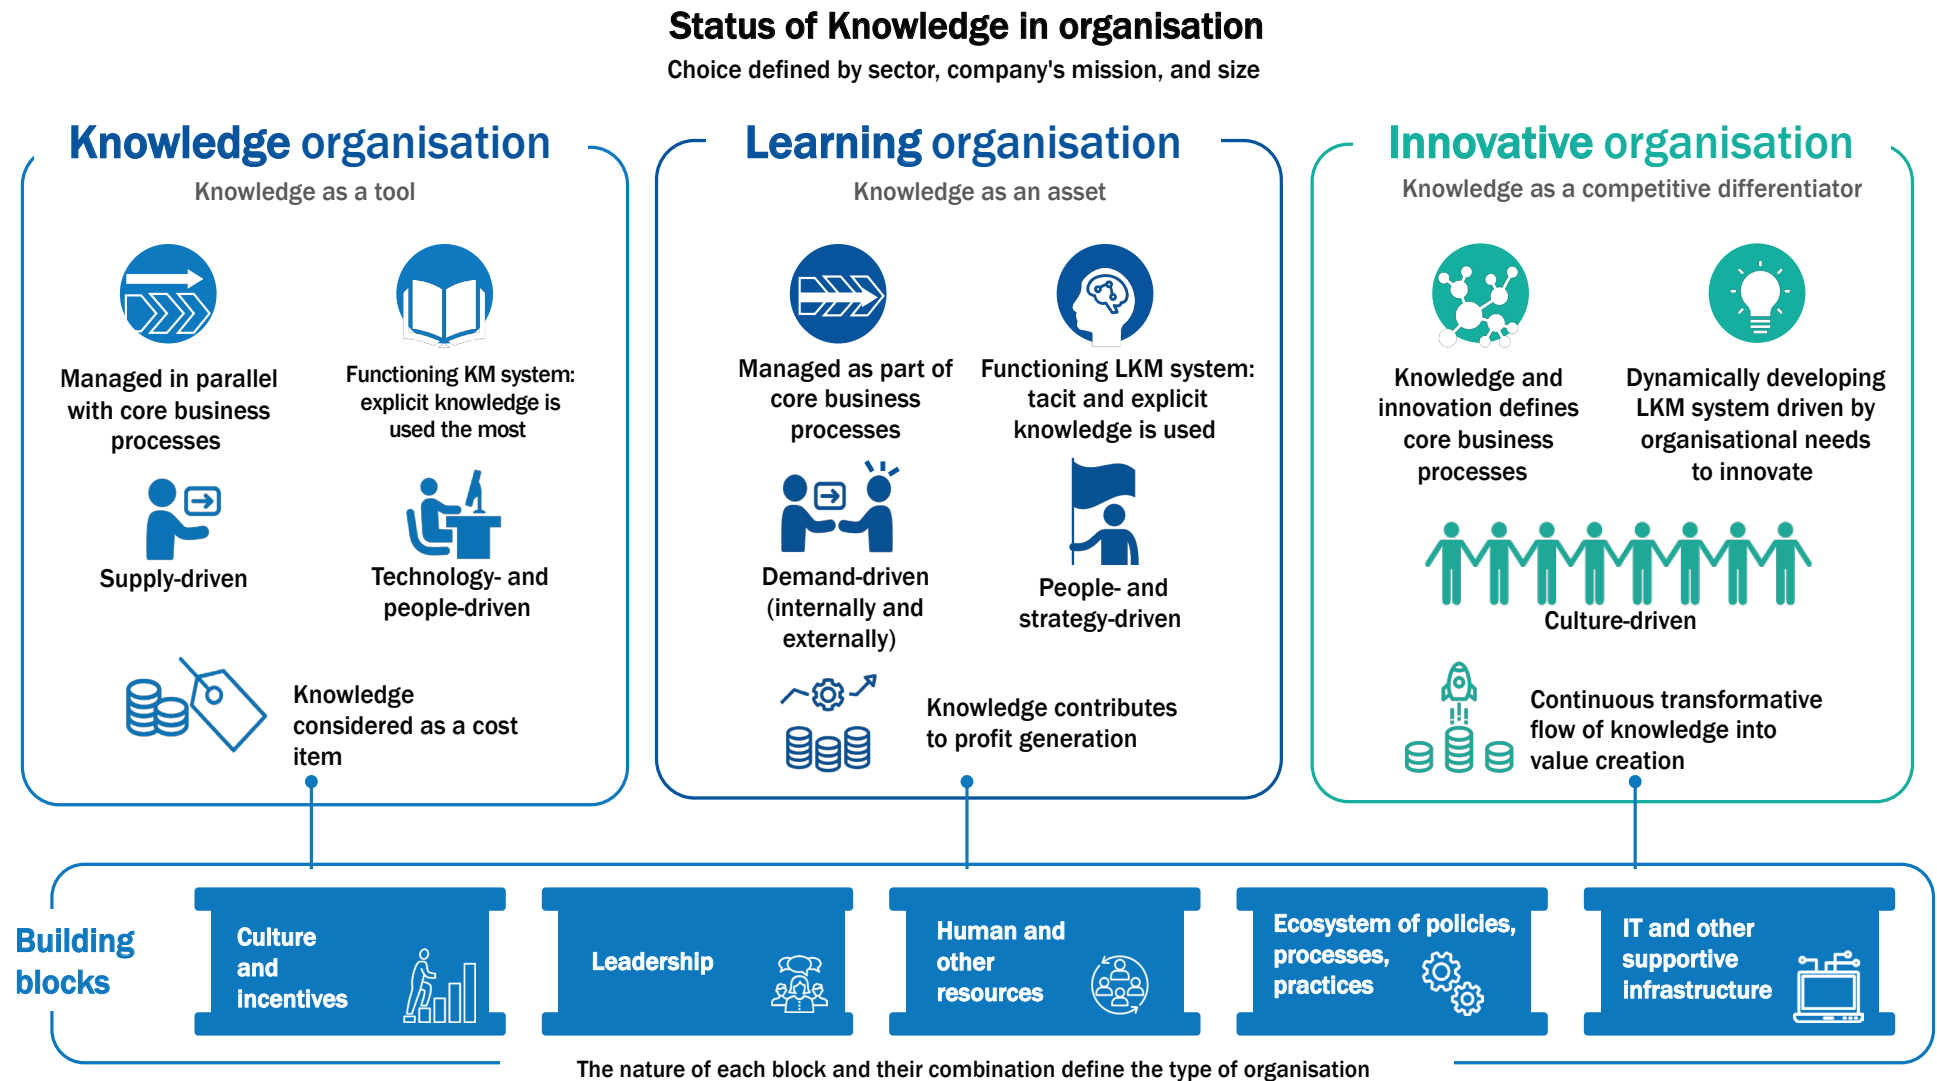 Status of Knowledge in organisation
Choice defined by sector, company's mission, and size
Knowledge organisation
Knowledge as a tool
Managed in parallel
with core business
processes
Functioning KM system:
explicit knowledge is
used the most
Supply-driven
Technology- and
people-driven
Knowledge
considered as a cost
item
Learning organisation
Knowledge as an asset
Managed as part of
core business
processes
Functioning LKM system:
tacit and explicit
knowledge is used
Demand-driven
(internally and
externally)
People- and
strategy-driven
Knowledge contributes
to profit generation
Innovative organisation
Knowledge as a competitive differentiator
Knowledge and
innovation defines
core business
processes
Dynamically developing
LKM system driven by
organisational needs
to innovate
Culture-driven
Continuous transformative
flow of knowledge into
value creation
Building
blocks
Culture
and
incentives
Leadership
Human and
other
resources
Ecosystem of policies,
processes,
practices
IT and other
supportive
infrastructure
The nature of each block and their combination define the type of organisation